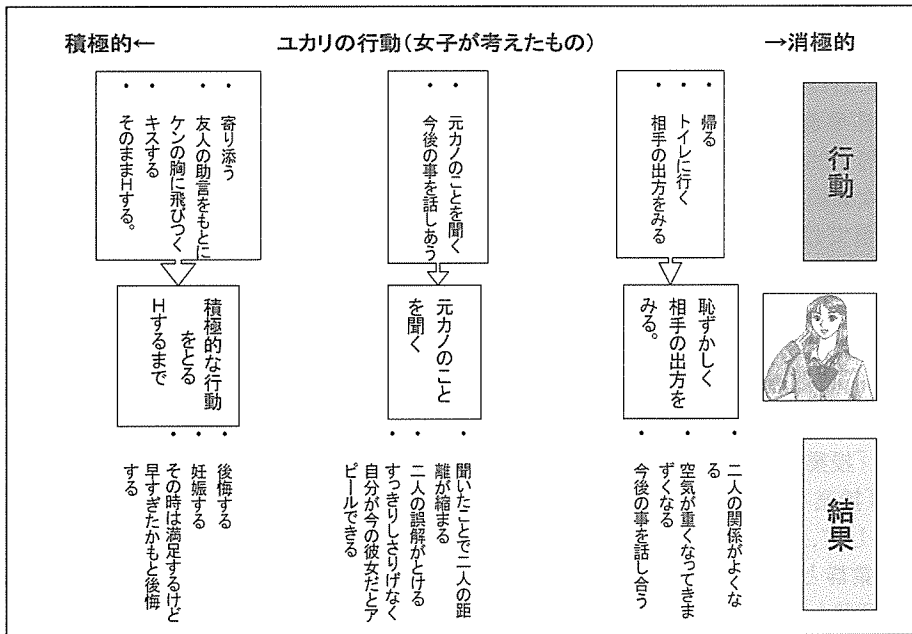 積極的← ユカリの行動(女子が考えたもの) →消極的
行動
結果
・帰る
・トイレに行く
・相手の出方をみる
恥ずかしく
相手の出方を
みる。
・二人の関係がよくな
る
・空気が重くなってきま
ずくなる
・今後の事を話し合う
・元カノのことを聞く
・今後の事を話しあう
元カノのこと
を聞く
・聞いたことで二人の距
離が縮まる
・二人の誤解がとける
・すっきりしさりげなく
自分が今の彼女だとア
ピールできる
・寄り添う
・友人の助言をもとに
ケンの胸に飛びつく
・キスする
・そのままHする。
積極的な行動
をとる
Hするまで
・後悔する
・妊娠する
・その時は満足するけど
早すぎたかもと後悔
する